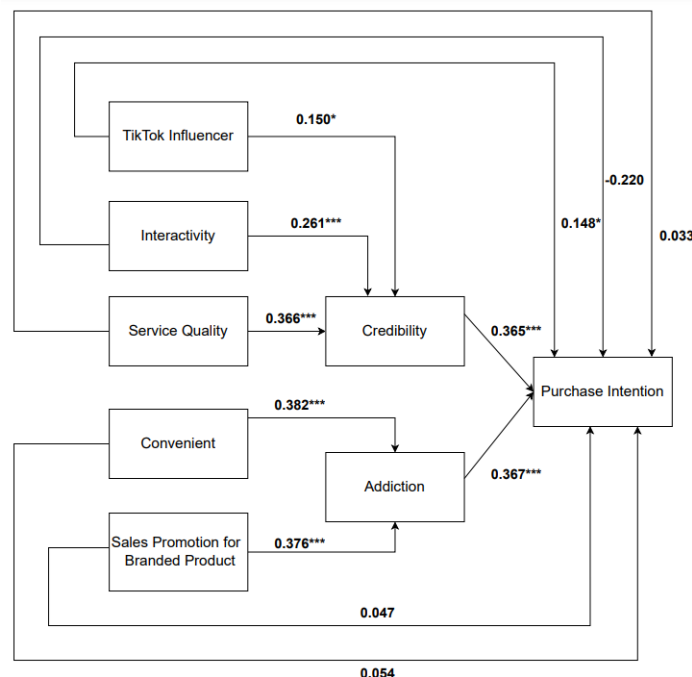 TikTok Influencer
0.150*
-0.220
0.148*
0.033
Interactivity
0.261***
Service Quality
0.366***
Credibility
0.365***
Purchase Intention
Convenient
0.382***
Addiction
0.367***
Sales Promotion for
Branded Product
0.376***
0.047
0.054